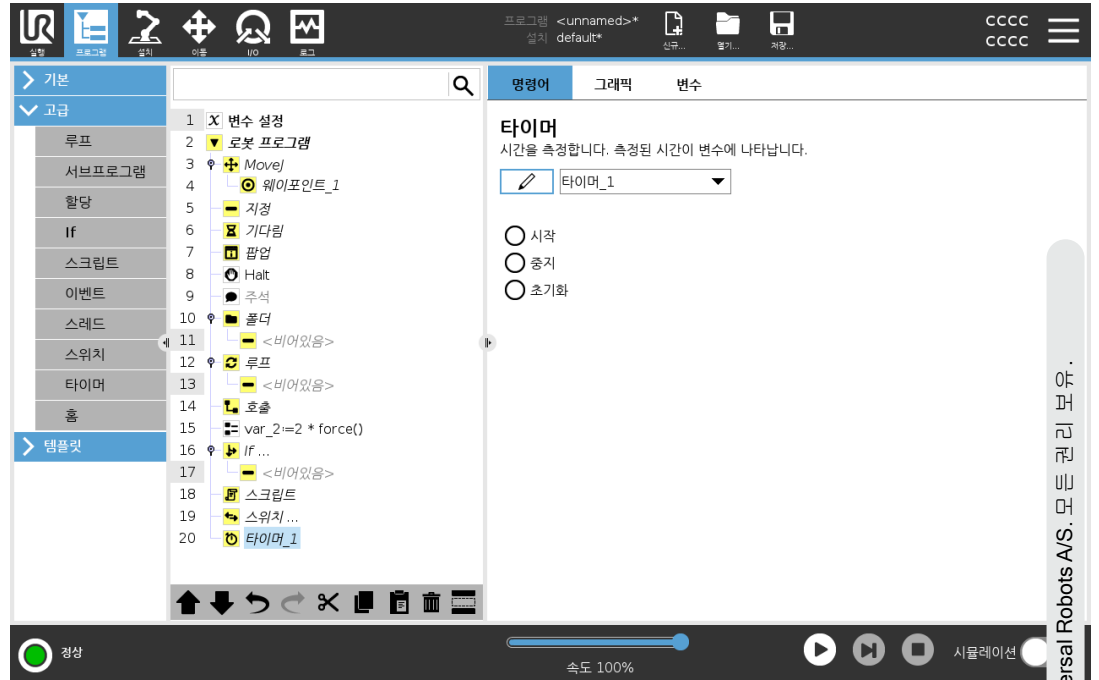 프로그램 <unnamed>*
설치 default*
cccc
cccc
UR
실행
프로그램
설치
이동
I/O
로그
신규...
열기...
저장...
기본
고급
루프
서브프로그램
할당
If
스크립트
이벤트
스레드
스위치
타이머
홈
템플릿
1 X 변수 설정
2 로봇 프로그램
3 MoveJ
4 웨이포인트_1
5 지정
6 기다림
7 팝업
8 Halt
9 주석
10 폴더
11 <비어있음>
12 루프
13 <비어있음>
14 호출
15 var_2:=2 * force()
16 If ...
17 <비어있음>
18 스크립트
19 스위치 ...
20 타이머_1
명령어 그래픽 변수
타이머
시간을 측정합니다. 측정된 시간이 변수에 나타납니다.
타이머_1
시작
중지
초기화
정상
속도 100%
시뮬레이션
ersal Robots A/S. 모든 권리 보유.